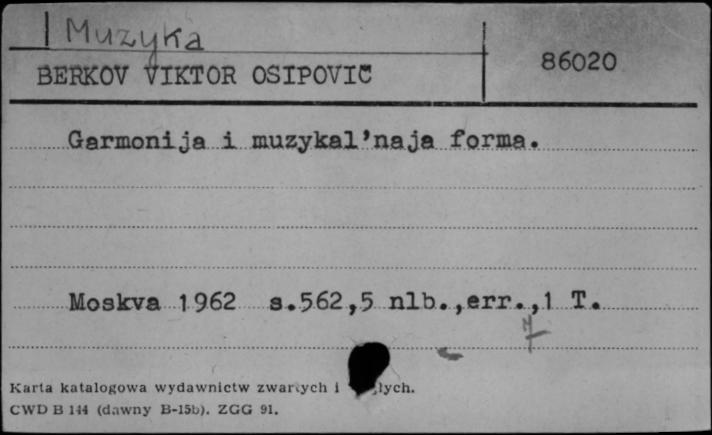 Muzyka
BERKOV VIKTOR OSIPOVIČ 86020
Garmonija i muzykal’naja forma.
Moskva 1962 s.562,5 nlb.,err.,1 T.
Karta katalogowa wydawnictw zwartych i
CWD B 144 (dawny B-15b). ZGG 91.